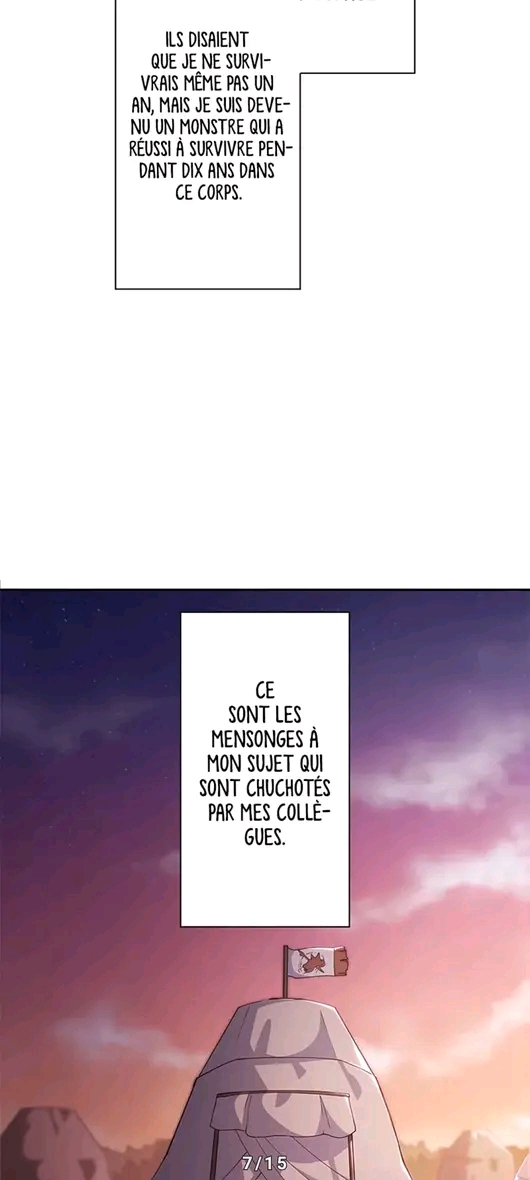 ILS DISAIENT
QUE JE NE SURVI-
VRAIS MÊME PAS UN
AN, MAIS JE SUIS DEVE-
NU UN MONSTRE QUI A
RÉUSSI À SURVIVRE PEN-
DANT DIX ANS DANS
CE CORPS.
CE
SONT LES
MENSONGES À
MON SUJET QUI
SONT CHUCHOTÉS
PAR MES COLLÈ-
GUES.
7/15